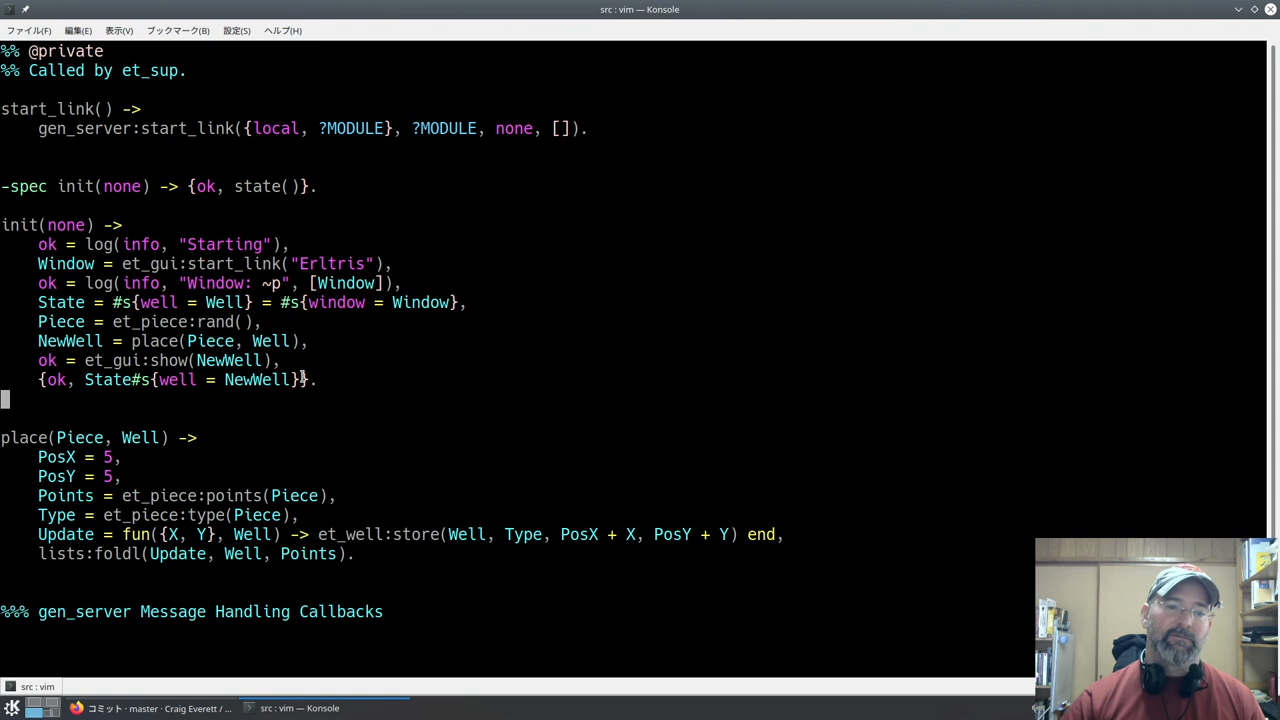 src : vim — Konsole
ファイル(F) 編集(E) 表示(V) ブックマーク(B) 設定(S) ヘルプ(H)
%% @private
%% Called by et_sup.
start_link() ->
    gen_server:start_link({local, ?MODULE}, ?MODULE, none, []).
-spec init(none) -> {ok, state()}.
init(none) ->
    ok = log(info, "Starting"),
    Window = et_gui:start_link("Erltris"),
    ok = log(info, "Window: ~p", [Window]),
    State = #s{well = Well} = #s{window = Window},
    Piece = et_piece:rand(),
    NewWell = place(Piece, Well),
    ok = et_gui:show(NewWell),
    {ok, State#s{well = NewWell}}.
place(Piece, Well) ->
    PosX = 5,
    PosY = 5,
    Points = et_piece:points(Piece),
    Type = et_piece:type(Piece),
    Update = fun({X, Y}, Well) -> et_well:store(Well, Type, PosX + X, PosY + Y) end,
    lists:foldl(Update, Well, Points).
%%% gen_server Message Handling Callbacks
src : vim
コミット · master · Craig Everett / ...
src : vim — Konsole